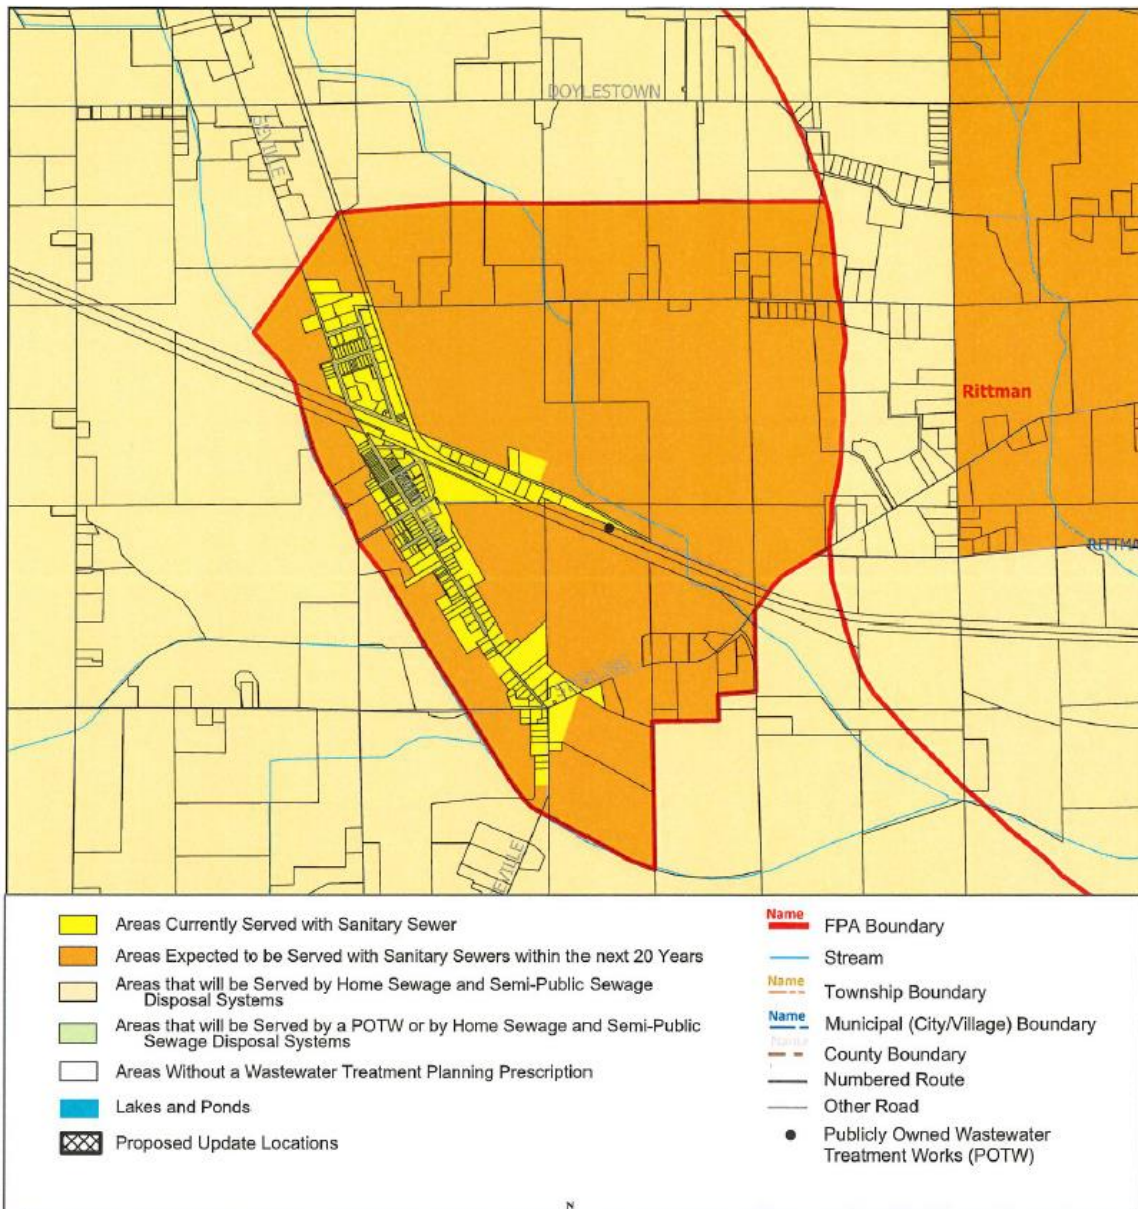 DOYLESTOWN
SEVILLE
Rittman
RITTMA
EVILLE
Areas Currently Served with Sanitary Sewer
Areas Expected to be Served with Sanitary Sewers within the next 20 Years
Areas that will be Served by Home Sewage and Semi-Public Sewage
Disposal Systems
Areas that will be Served by a POTW or by Home Sewage and Semi-Public
Sewage Disposal Systems
Areas Without a Wastewater Treatment Planning Prescription
Lakes and Ponds
Proposed Update Locations
Name
FPA Boundary
Stream
Name
Township Boundary
Name
Municipal (City/Village) Boundary
Name
County Boundary
Numbered Route
Other Road
Publicly Owned Wastewater
Treatment Works (POTW)
N